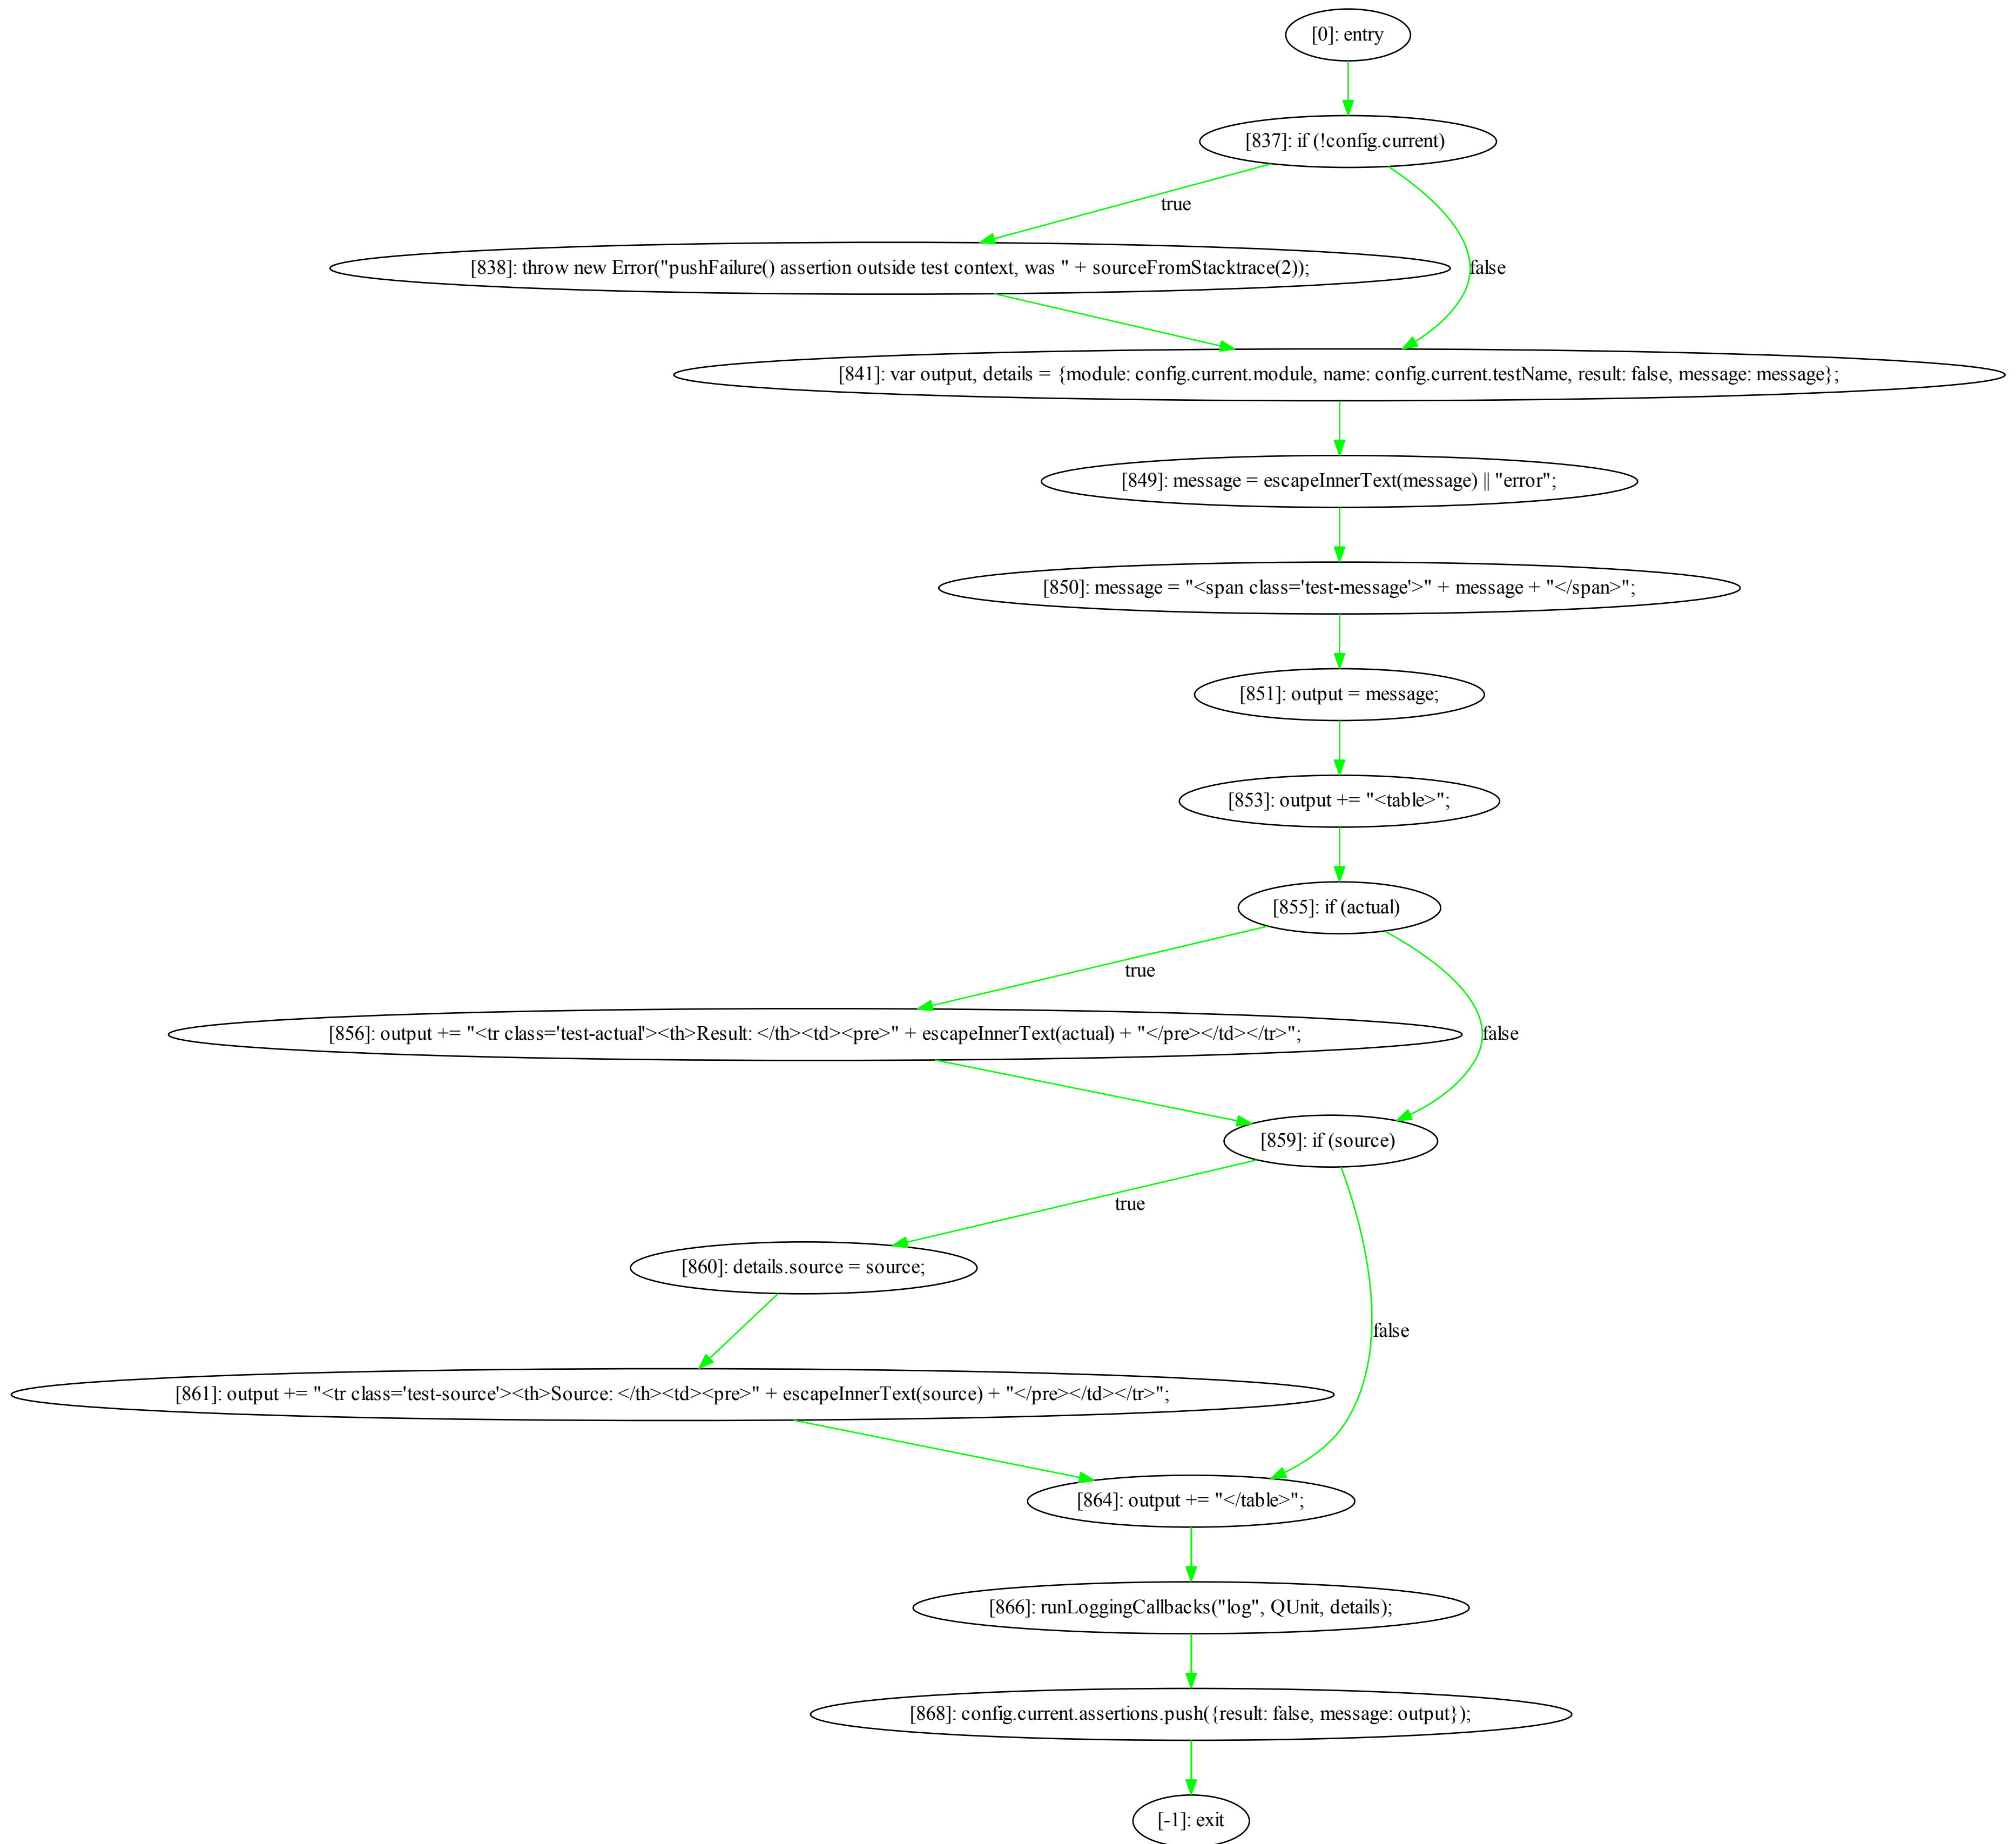 [0]: entry
[837]: if (!config.current)
true
[838]: throw new Error("pushFailure() assertion outside test context, was " + sourceFromStacktrace(2));
false
[841]: var output, details = {module: config.current.module, name: config.current.testName, result: false, message: message};
[849]: message = escapeInnerText(message) || "error";
[850]: message = "<span class='test-message'>" + message + "</span>";
[851]: output = message;
[853]: output += "<table>";
[855]: if (actual)
true
[856]: output += "<tr class='test-actual'><th>Result: </th><td><pre>" + escapeInnerText(actual) + "</pre></td></tr>";
false
[859]: if (source)
true
[860]: details.source = source;
false
[861]: output += "<tr class='test-source'><th>Source: </th><td><pre>" + escapeInnerText(source) + "</pre></td></tr>";
[864]: output += "</table>";
[866]: runLoggingCallbacks("log", QUnit, details);
[868]: config.current.assertions.push({result: false, message: output});
[-1]: exit